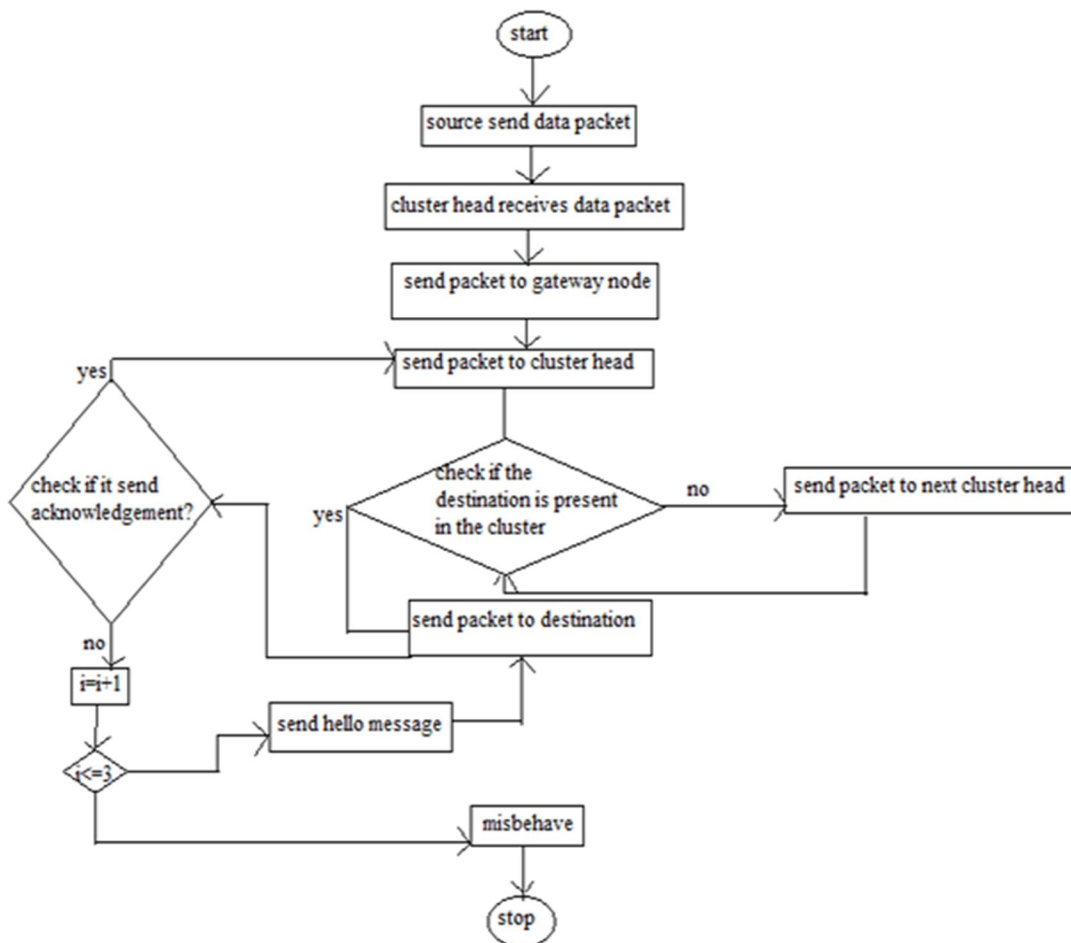 start
source send data packet
cluster head receives data packet
send packet to gateway node
send packet to cluster head
yes
check if it send
acknowledgement?
no
check if the
destination is present
in the cluster
yes
no
send packet to next cluster head
send packet to destination
i=i+1
send hello message
i<=3
misbehave
stop